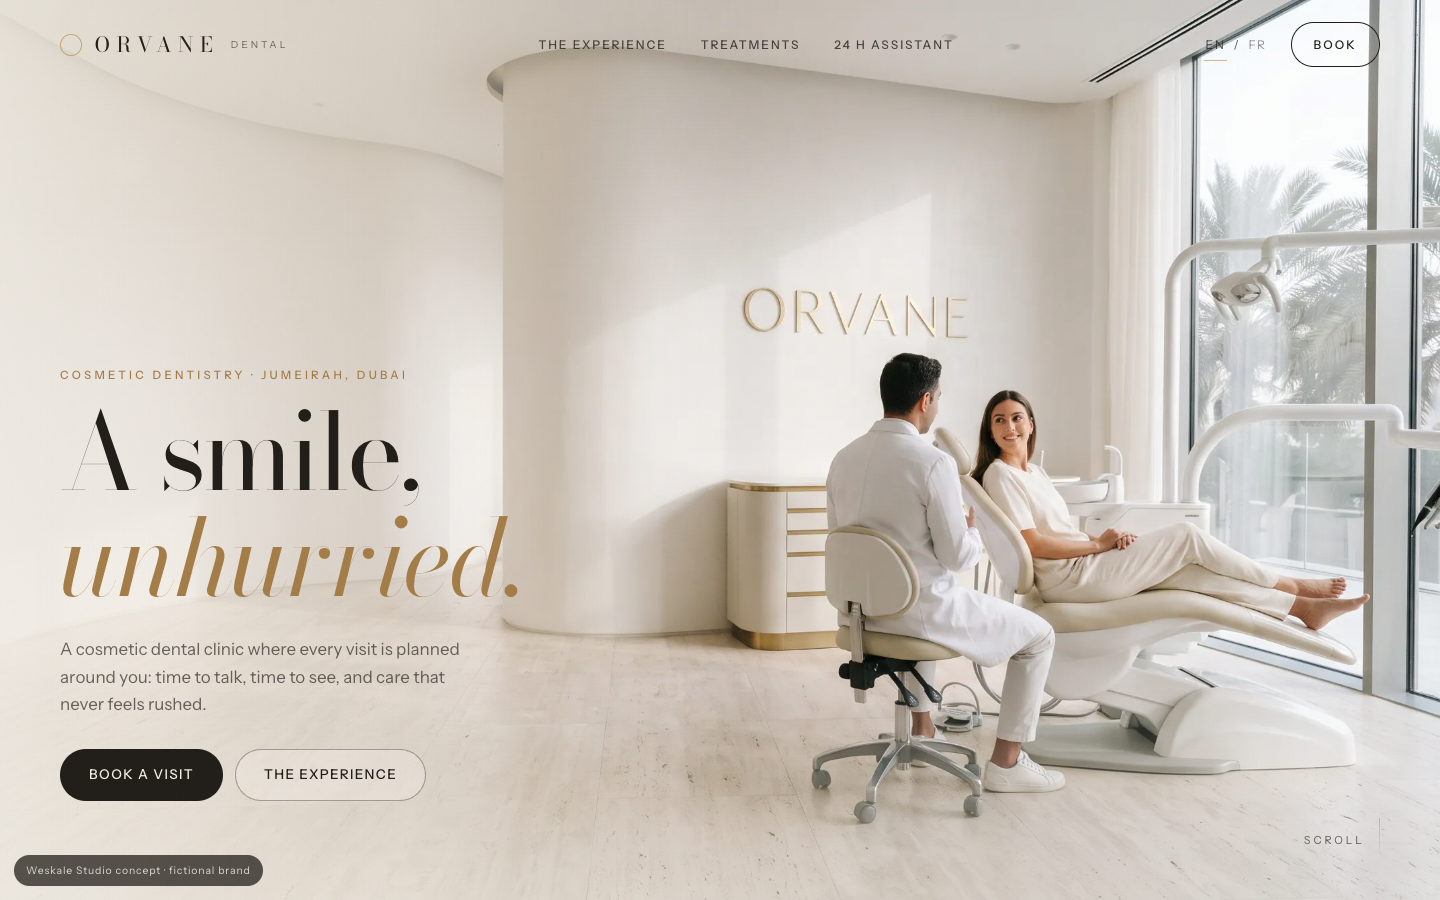 ORVANE DENTAL
THE EXPERIENCE TREATMENTS 24 H ASSISTANT
EN / FR
BOOK
ORVANE
COSMETIC DENTISTRY · JUMEIRAH, DUBAI
A smile,
unhurried.
A cosmetic dental clinic where every visit is planned
around you: time to talk, time to see, and care that
never feels rushed.
BOOK A VISIT
THE EXPERIENCE
SCROLL
Weskale Studio concept · fictional brand